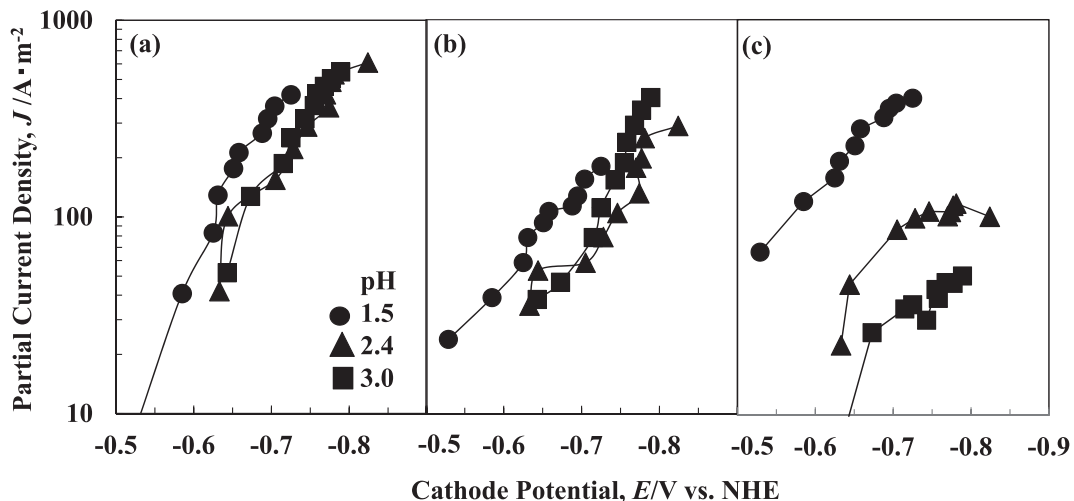 1000
(a)
(b)
(c)
Partial Current Density, J /A・m-2
100
pH
1.5
2.4
3.0
10
-0.5 -0.6 -0.7 -0.8 -0.5 -0.6 -0.7 -0.8 -0.5 -0.6 -0.7 -0.8 -0.9
Cathode Potential, E/V vs. NHE